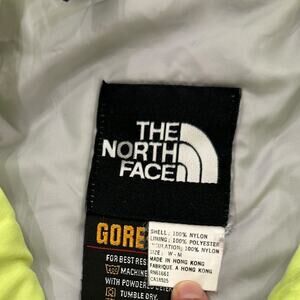 THE
NORTH
FACE
GORE
FOR BEST RES
MACHINE
WITH POWDERED
TUMBLE DRY
SHELL: 100% NYLON
LINING: 100% POLYESTER
INSULATION: 100% NYLON
SIZE: W-M
MADE IN HONG KONG
FABRIQUE A HONG KONG